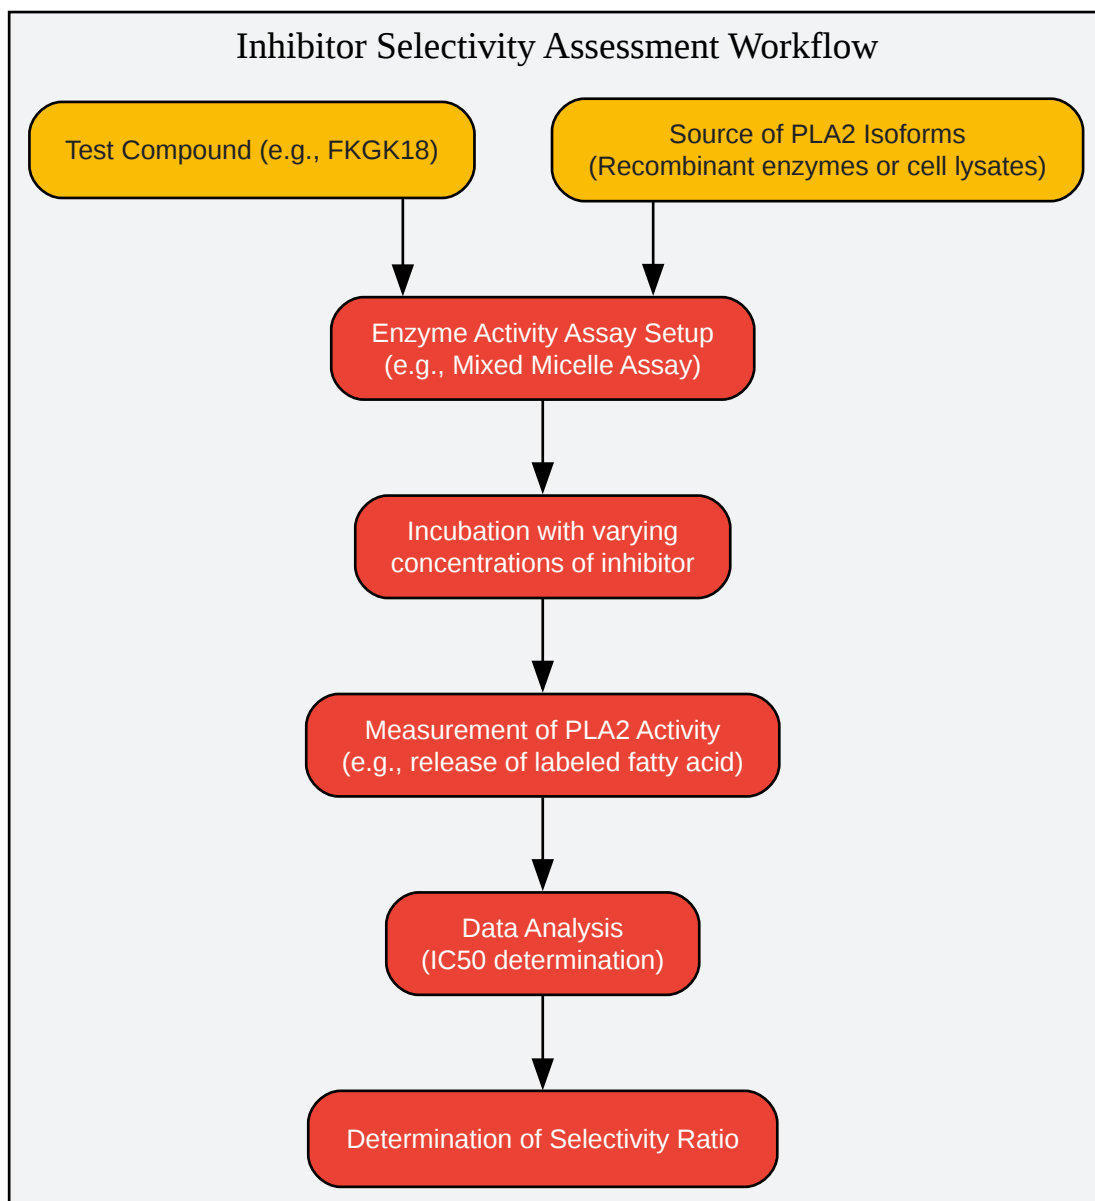 Inhibitor Selectivity Assessment Workflow
Test Compound (e.g., FKGK18)
Source of PLA2 Isoforms
(Recombinant enzymes or cell lysates)
Enzyme Activity Assay Setup
(e.g., Mixed Micelle Assay)
Incubation with varying
concentrations of inhibitor
Measurement of PLA2 Activity
(e.g., release of labeled fatty acid)
Data Analysis
(IC50 determination)
Determination of Selectivity Ratio